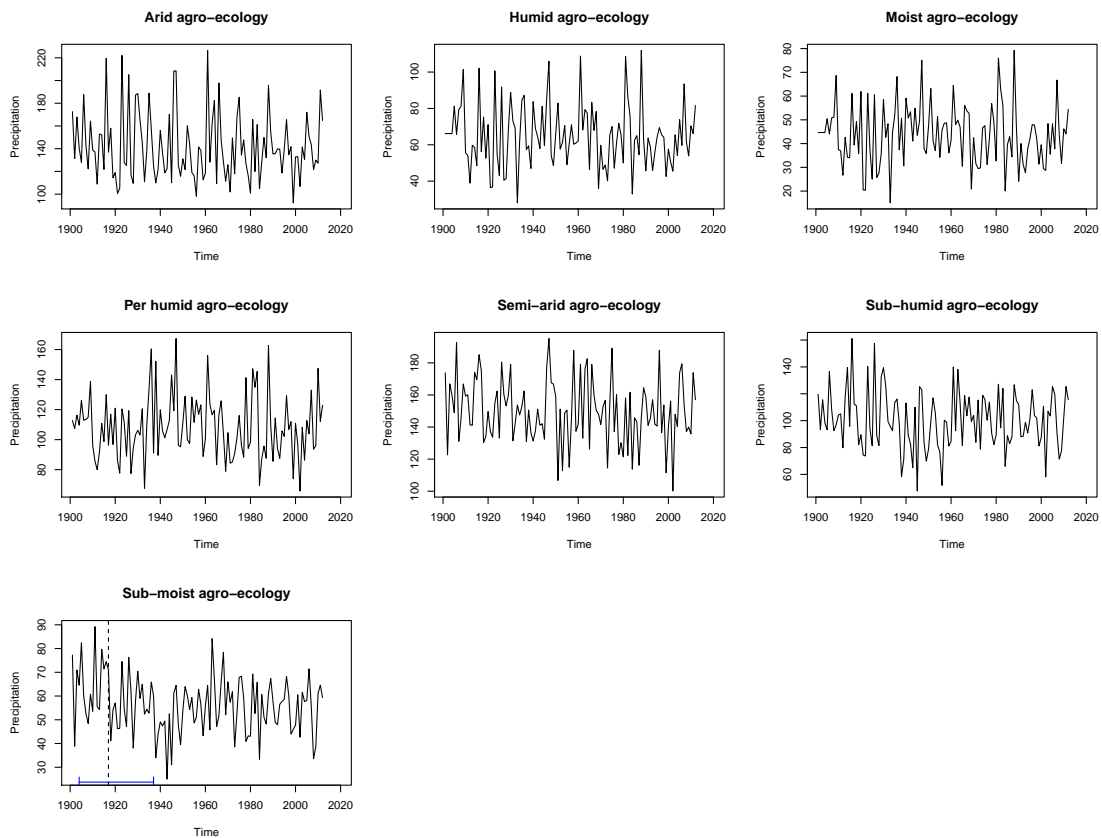 Arid agro−ecology
Precipitation
100
140
180
220
1900 1920 1940 1960 1980 2000 2020
Time
Humid agro−ecology
Precipitation
40
60
80
100
1900 1920 1940 1960 1980 2000 2020
Time
Moist agro−ecology
Precipitation
20
30
40
50
60
70
80
1900 1920 1940 1960 1980 2000 2020
Time
Per humid agro−ecology
Precipitation
80
100
120
140
160
1900 1920 1940 1960 1980 2000 2020
Time
Semi−arid agro−ecology
Precipitation
100
120
140
160
180
1900 1920 1940 1960 1980 2000 2020
Time
Sub−humid agro−ecology
Precipitation
60
80
100
140
1900 1920 1940 1960 1980 2000 2020
Time
Sub−moist agro−ecology
Precipitation
30
40
50
60
70
80
90
1900 1920 1940 1960 1980 2000 2020
Time